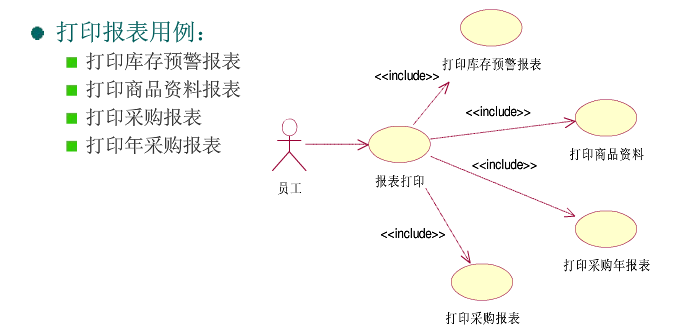 打印报表用例：
打印库存预警报表
打印商品资料报表
打印采购报表
打印年采购报表
打印库存预警报表
<<include>>
<<include>>
打印商品资料
<<include>>
报表打印
员工
<<include>>
打印采购年报表
打印采购报表